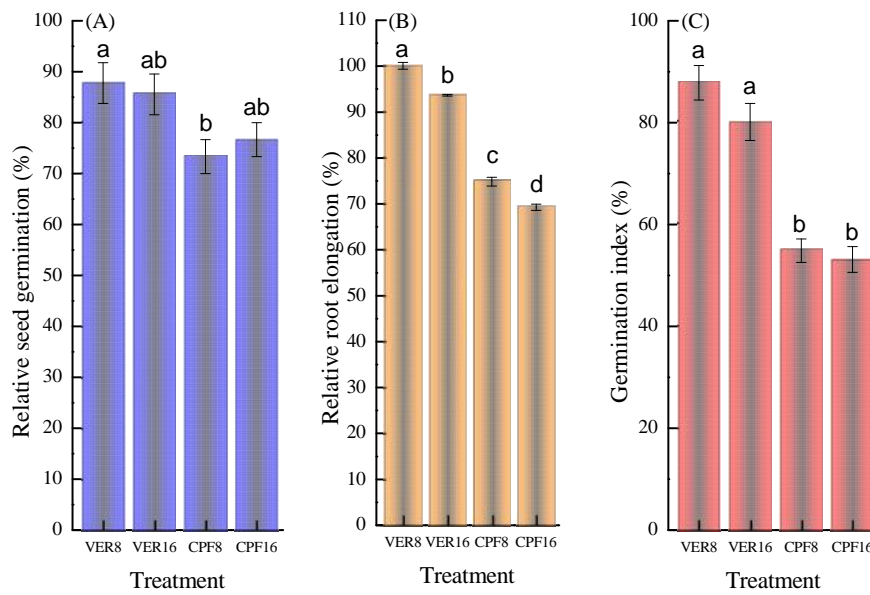 (A)
Relative seed germination (%)
100
90
80
70
60
50
40
30
20
10
0
a
ab
b
ab
VER8 VER16 CPF8 CPF16
Treatment
(B)
Relative root elongation (%)
110
100
90
80
70
60
50
40
30
20
10
0
a
b
c
d
VER8 VER16 CPF8 CPF16
Treatment
(C)
Germination index (%)
100
80
60
40
20
0
a
a
b
b
VER8 VER16 CPF8 CPF16
Treatment